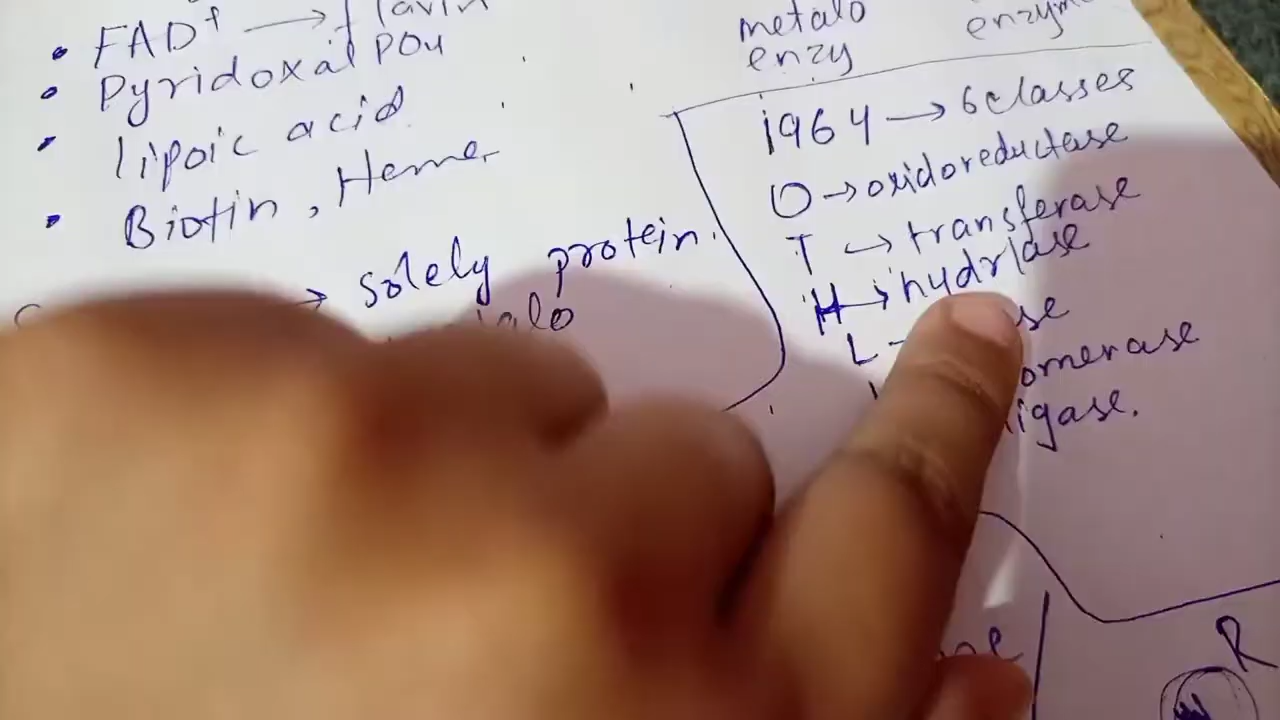 FAD⁺ → flavin
• Pyridoxal PO4
• lipoic acid
• Biotin, Heme
→ solely protein.
metalo
enzy
1964 → 6 classes
O → oxidoreductase
T → transferase
H → hydrlase
L
omerase
ligase.
R